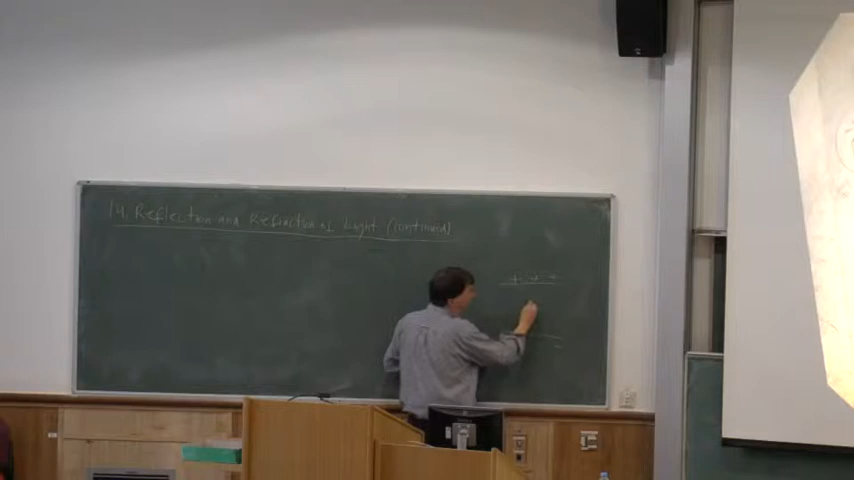 14. Reflection and Refraction of Light (continued)
+ + +